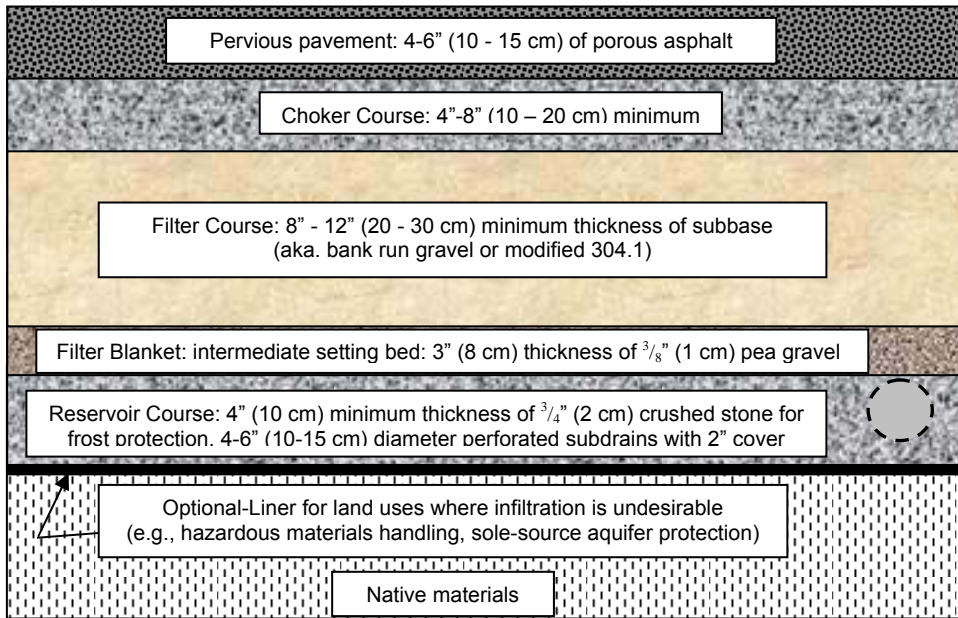 Pervious pavement: 4-6” (10 - 15 cm) of porous asphalt
Choker Course: 4”-8” (10 – 20 cm) minimum
Filter Course: 8” - 12” (20 - 30 cm) minimum thickness of subbase
(aka. bank run gravel or modified 304.1)
Filter Blanket: intermediate setting bed: 3” (8 cm) thickness of 3/8” (1 cm) pea gravel
Reservoir Course: 4” (10 cm) minimum thickness of 3/4” (2 cm) crushed stone for
frost protection. 4-6” (10-15 cm) diameter perforated subdrains with 2” cover
Optional-Liner for land uses where infiltration is undesirable
(e.g., hazardous materials handling, sole-source aquifer protection)
Native materials